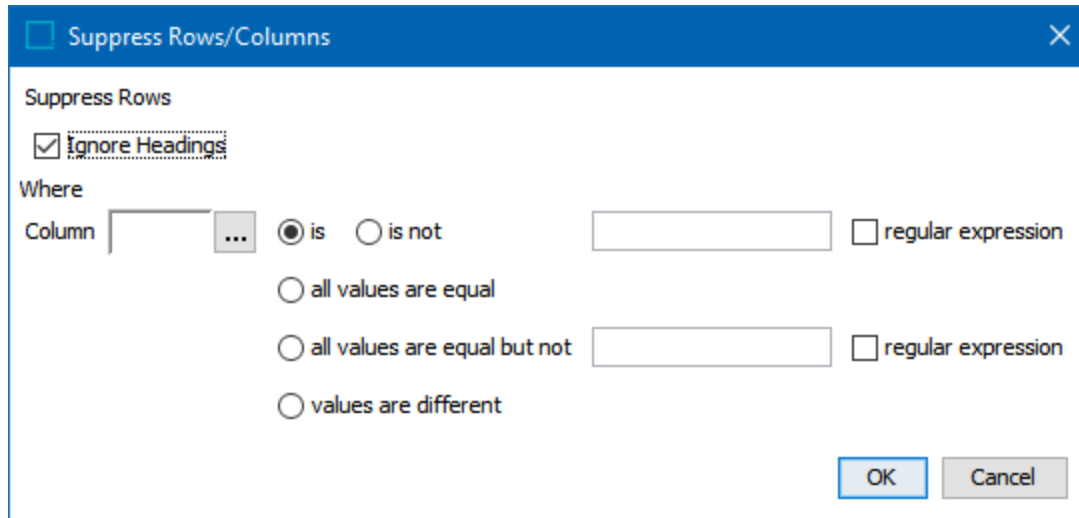 Suppress Rows/Columns
Suppress Rows
Ignore Headings
Where
Column ... is is not regular expression
all values are equal
all values are equal but not regular expression
values are different
OK Cancel